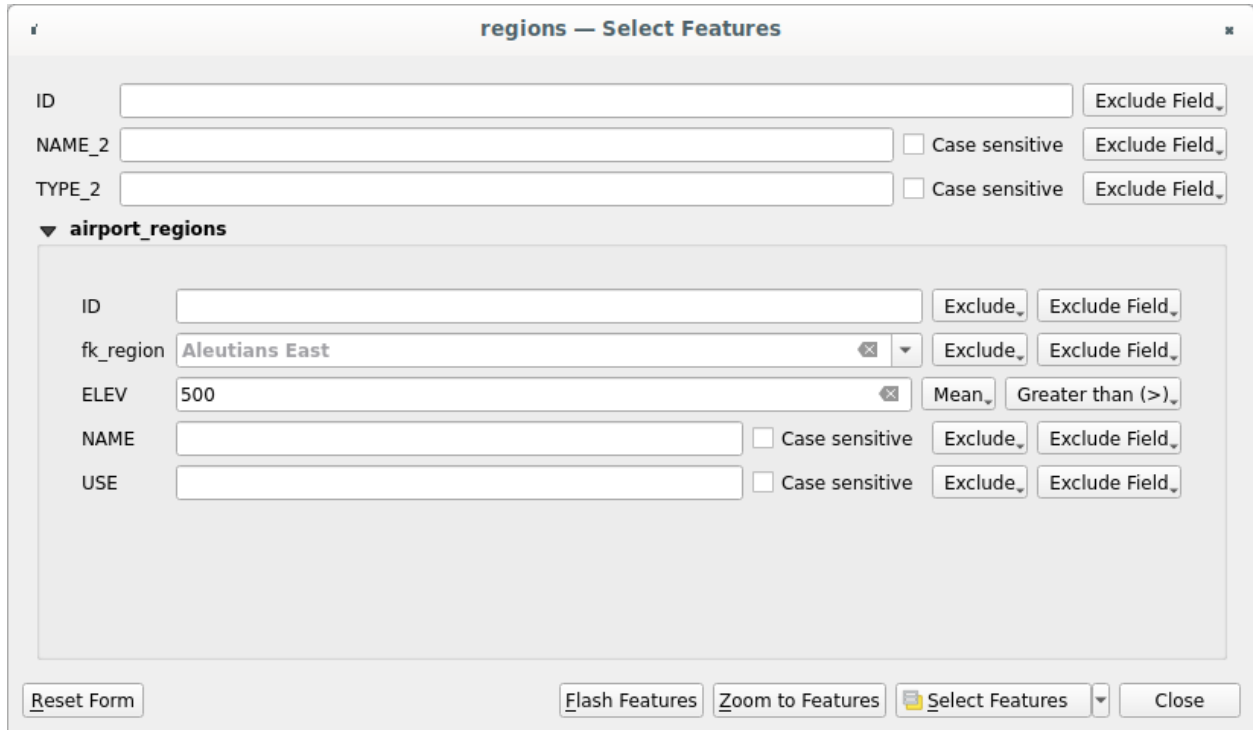 regions — Select Features
ID Exclude Field
NAME_2 Case sensitive Exclude Field
TYPE_2 Case sensitive Exclude Field
airport_regions
ID Exclude Exclude Field
fk_region Aleutians East Exclude Exclude Field
ELEV 500 Mean Greater than (>)
NAME Case sensitive Exclude Exclude Field
USE Case sensitive Exclude Exclude Field
Reset Form Flash Features Zoom to Features Select Features Close